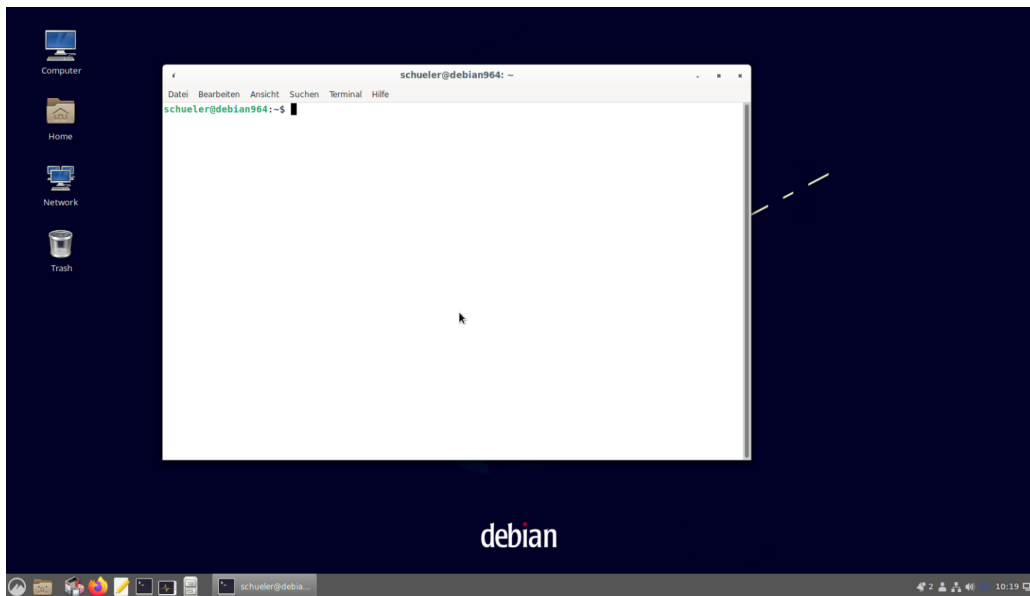 Computer
Home
Network
Trash
schueler@debian964: ~
Datei Bearbeiten Ansicht Suchen Terminal Hilfe
schueler@debian964:~$
debian
schueler@debia...
2
10:19